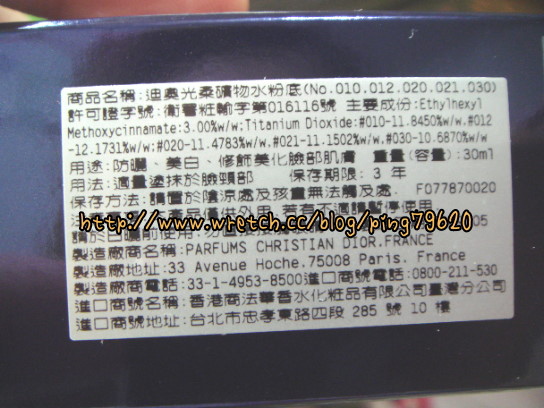 商品名稱:迪奧光柔礦物水粉底(No.010.012.020.021.030)
許可證字號:衛署粧輸字第016116號 主要成份:Ethylhexyl
Methoxycinnamate:3.00%w/w;Titanium Dioxide:#010-11.8450%w/w.#012
-12.1731%w/w;#020-11.4783%w/w.#021-11.1502%w/w.#030-10.6870%w/w
用途:防曬、美白、修飾美化臉部肌膚 重量(容量):30ml
用法:適量塗抹於臉頸部 保存期限:3 年
保存方法:請置於陰涼處及孩童無法觸及處. F077870020
http://www.wretch.cc/blog/ping79620
製造廠商名稱:PARFUMS CHRISTIAN DIOR.FRANCE
製造廠地址:33 Avenue Hoche.75008 Paris. France
製造廠商電話:33-1-4953-8500進口商號電話:0800-211-530
進口商號名稱:香港商法華香水化粧品有限公司臺灣分公司
進口商號地址:台北市忠孝東路四段 285 號 10 樓